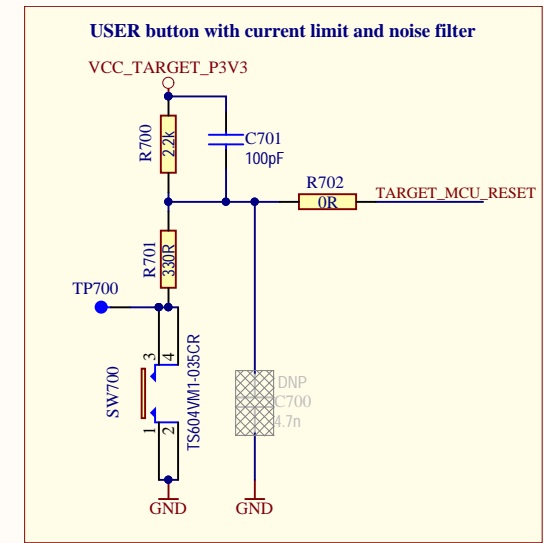 USER button with current limit and noise filter
VCC_TARGET_P3V3
R700
2.2k
C701
100pF
R702
0R
TARGET_MCU_RESET
R701
330R
TP700
SW700
3
4
1
2
TS604VM1-035CR
DNP
C700
4.7n
GND
GND